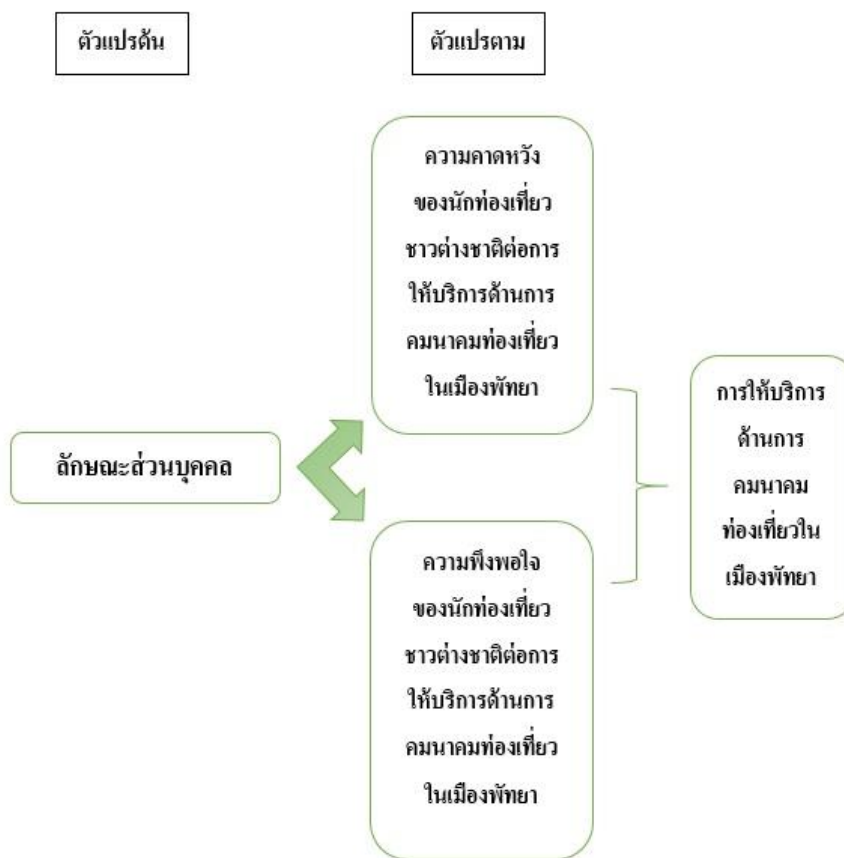 ตัวแปรต้น
ตัวแปรตาม
ความคาดหวัง
ของนักท่องเที่ยว
ชาวต่างชาติต่อการ
ให้บริการด้านการ
คมนาคมท่องเที่ยว
ในเมืองพัทยา
ลักษณะส่วนบุคคล
ความพึงพอใจ
ของนักท่องเที่ยว
ชาวต่างชาติต่อการ
ให้บริการด้านการ
คมนาคมท่องเที่ยว
ในเมืองพัทยา
การให้บริการ
ด้านการ
คมนาคม
ท่องเที่ยวใน
เมืองพัทยา